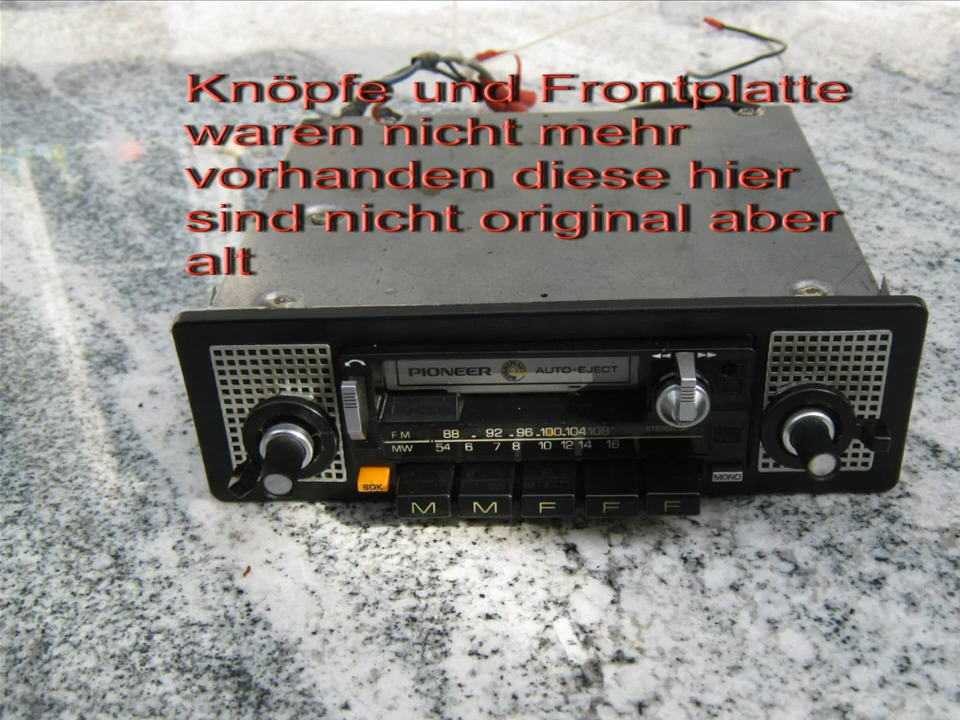 Knöpfe und Frontplatte
waren nicht mehr
vorhanden diese hier
sind nicht original aber
alt
PIONEER AUTO-EJECT
FM 88 92 96 100 104 108
MW 54 6 7 8 10 12 14 16
STEREO
SDK
MONO
M M F F F